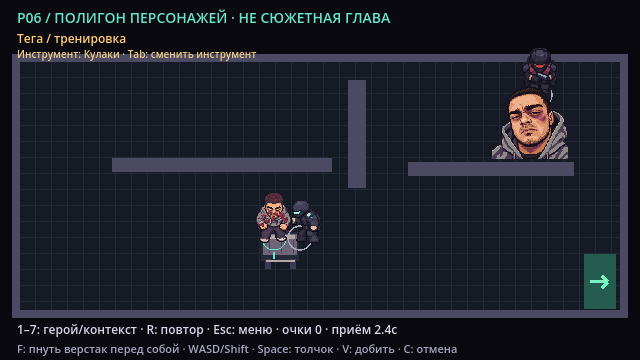 P06 / ПОЛИГОН ПЕРСОНАЖЕЙ · НЕ СЮЖЕТНАЯ ГЛАВА
Тега / тренировка
Инструмент: Кулаки · Tab: сменить инструмент
1–7: герой/контекст · R: повтор · Esc: меню · очки 0 · приём 2.4с
F: пнуть верстак перед собой · WASD/Shift · Space: толчок · V: добить · C: отмена